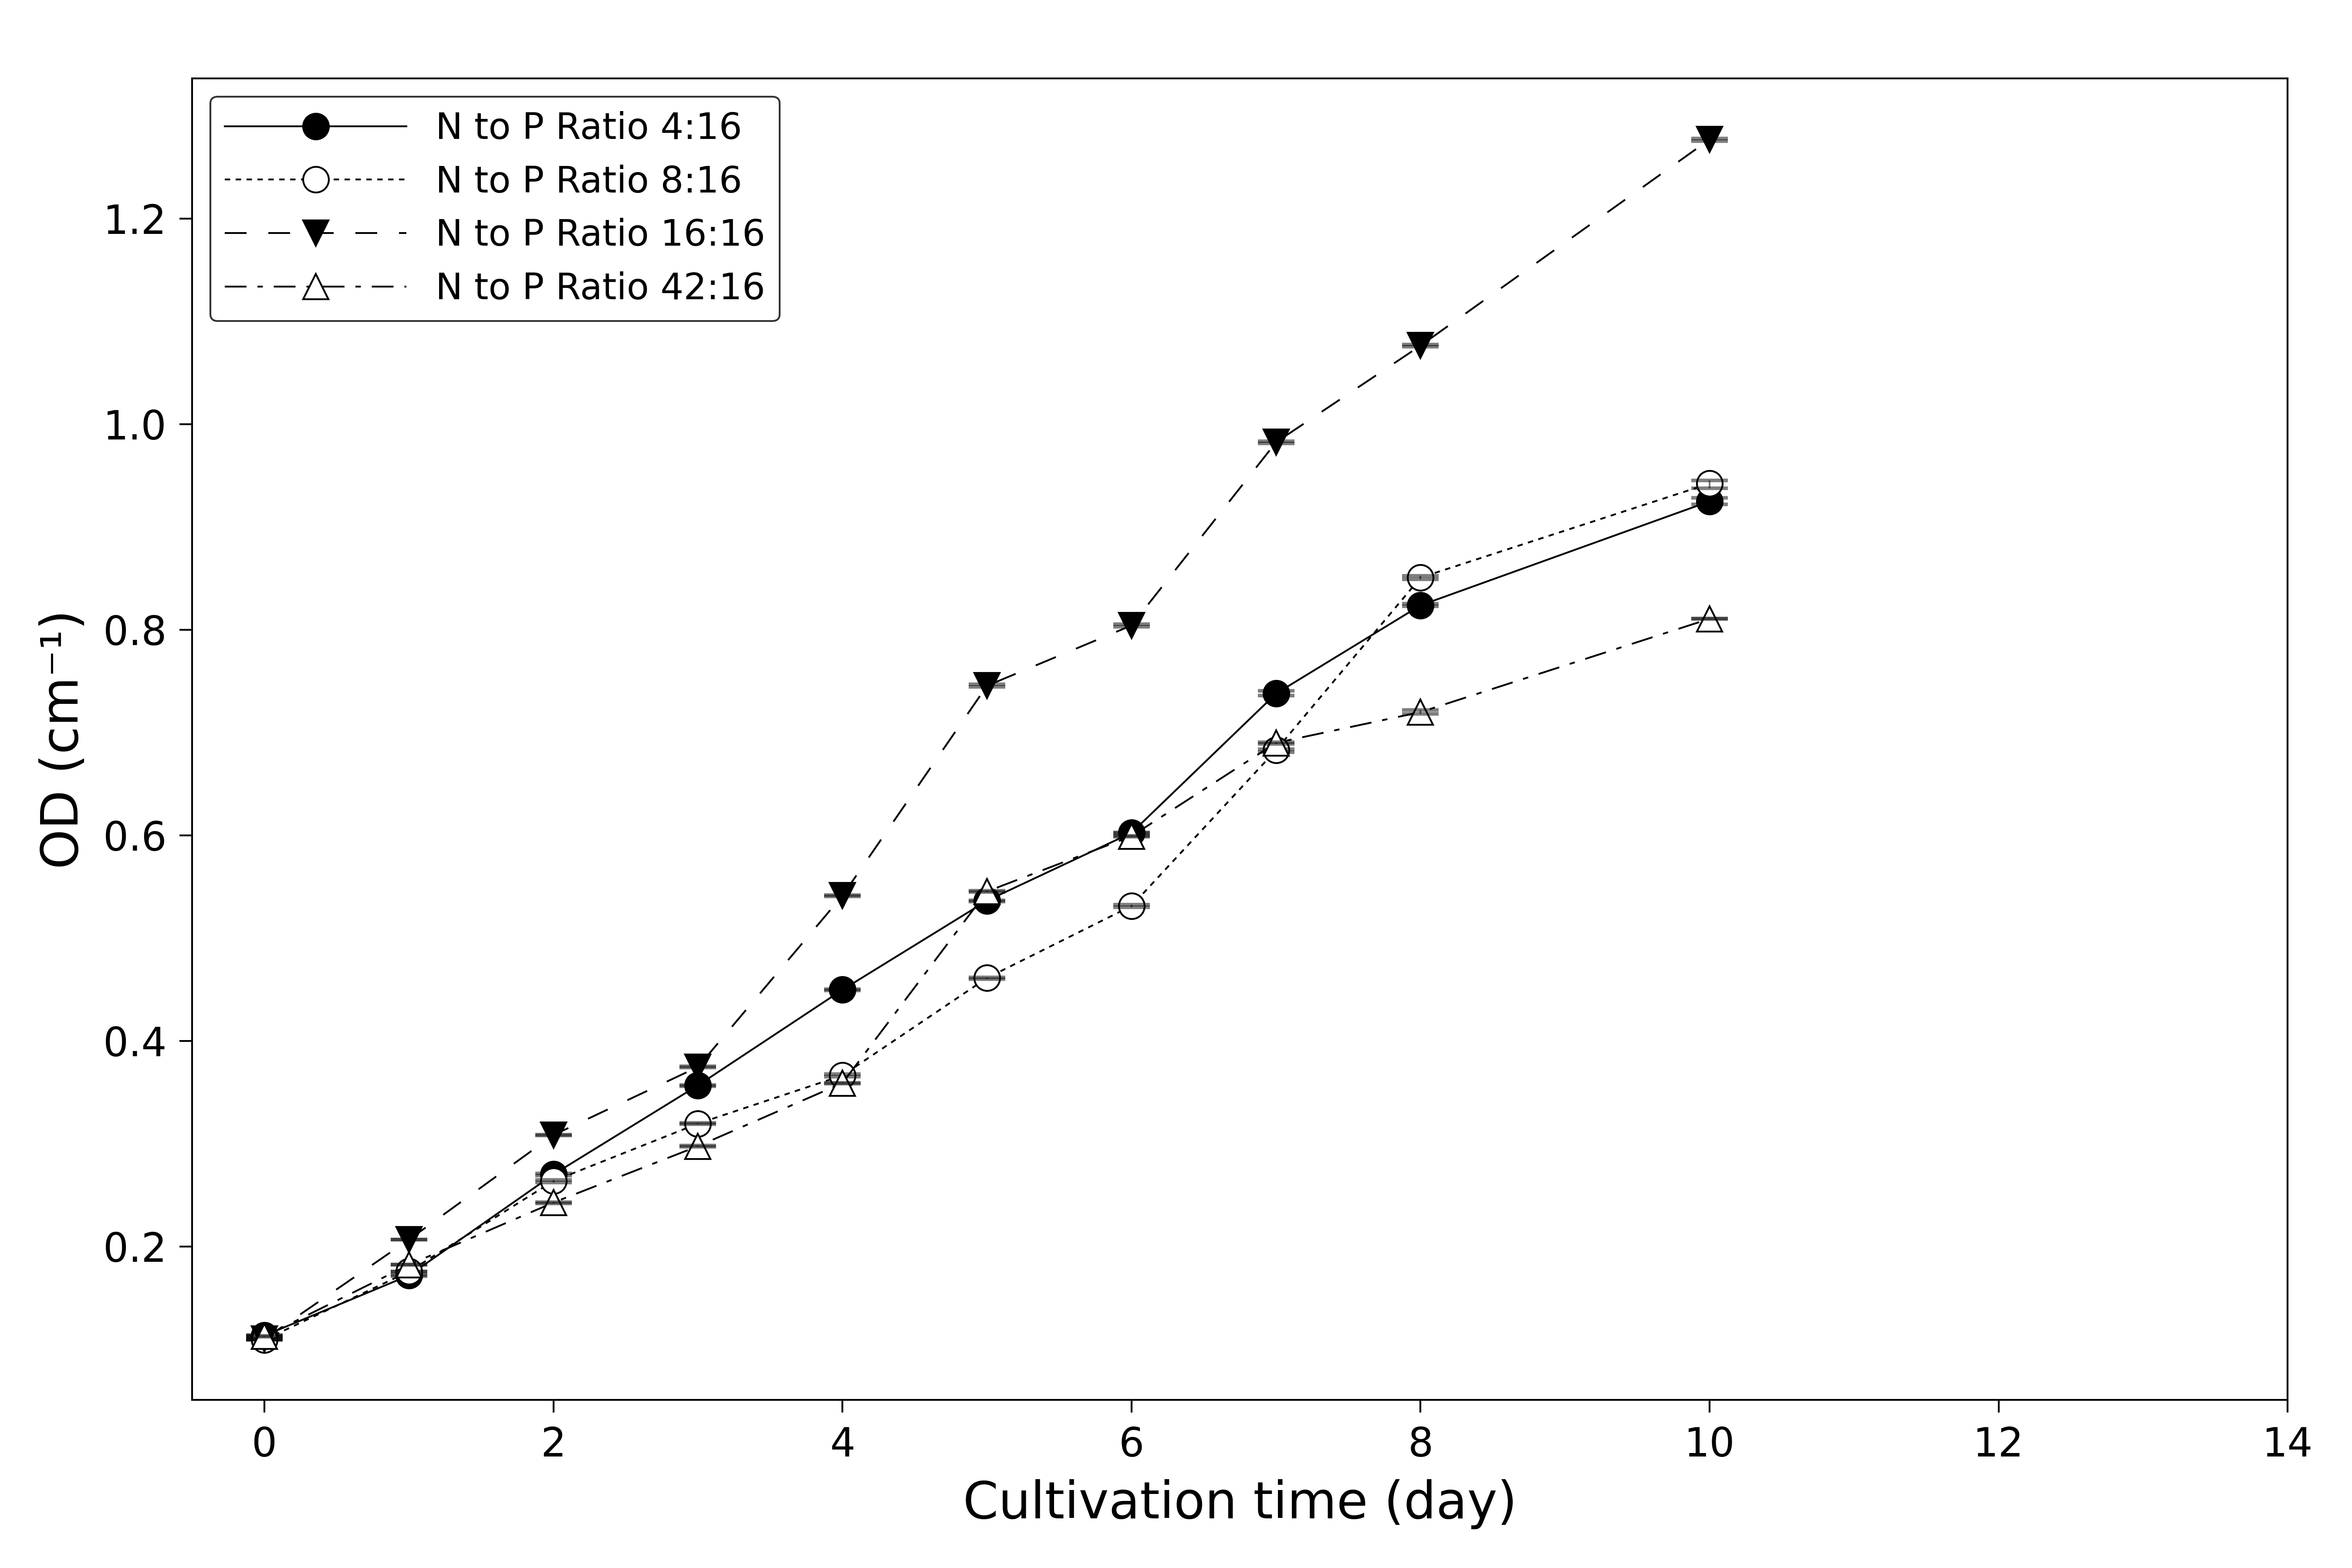 N to P Ratio 4:16
N to P Ratio 8:16
N to P Ratio 16:16
N to P Ratio 42:16
1.2
1.0
0.8
0.6
0.4
0.2
OD (cm⁻¹)
0 2 4 6 8 10 12 14
Cultivation time (day)